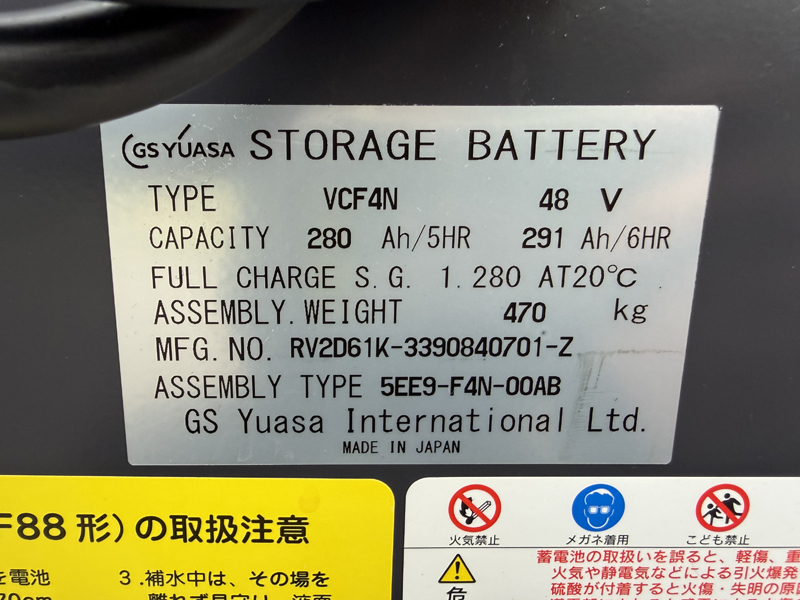 GS YUASA STORAGE BATTERY
TYPE VCF4N 48 V
CAPACITY 280 Ah/5HR 291 Ah/6HR
FULL CHARGE S.G. 1.280 AT20℃
ASSEMBLY.WEIGHT 470 kg
MFG.NO. RV2D61K-3390840701-Z
ASSEMBLY TYPE 5EE9-F4N-00AB
GS Yuasa International Ltd.
MADE IN JAPAN
F88形)の取扱注意
を電池
3.補水中は、その場を
火気禁止 メガネ着用 こども禁止
危
蓄電池の取扱いを誤ると、軽傷、重
火気や静電気などによる引火爆発
硫酸が付着すると火傷・失明の原